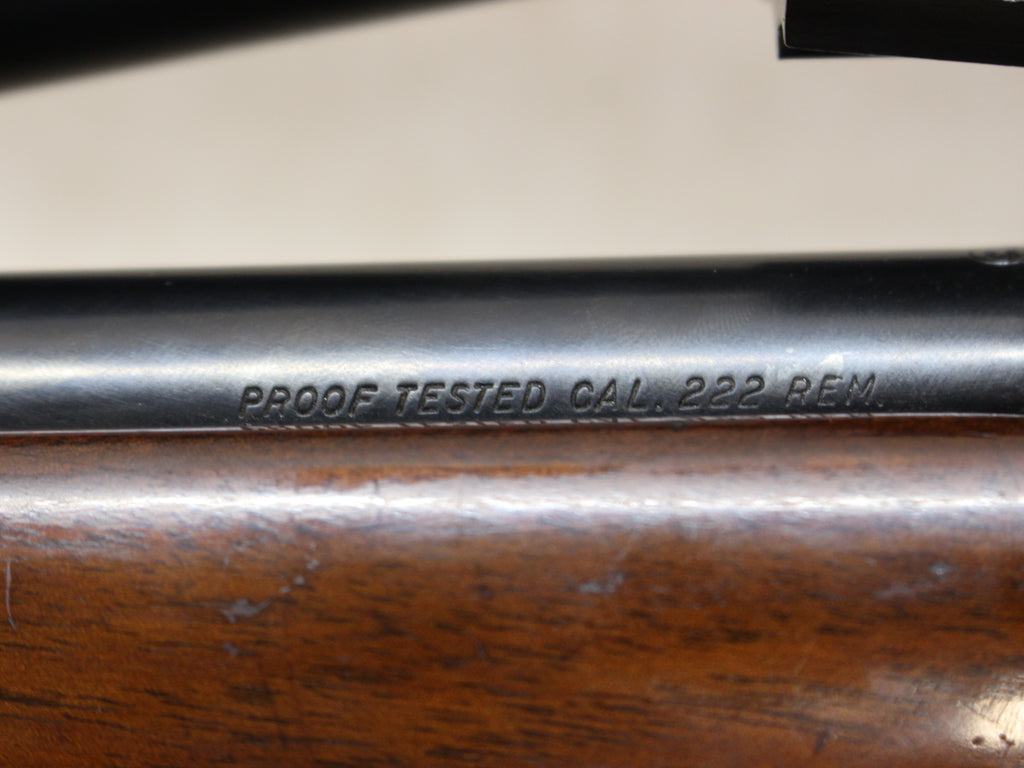 PROOF TESTED CAL. 222 REM.